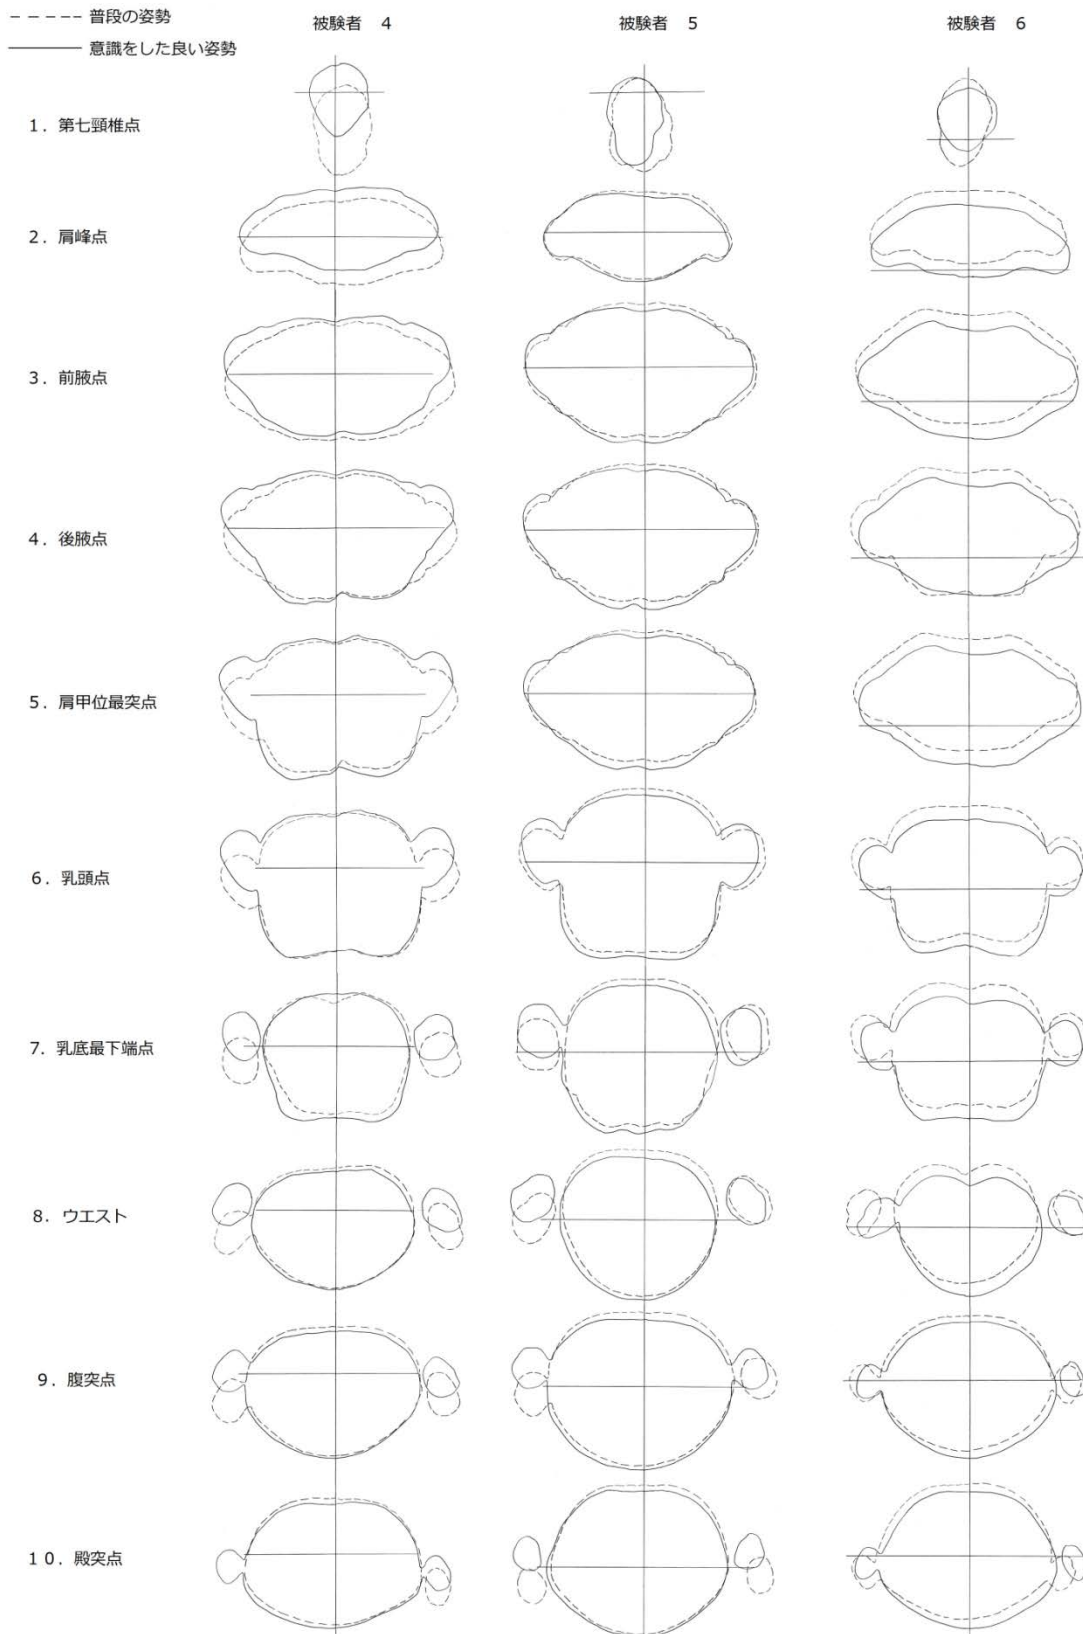 普段の姿勢
意識をした良い姿勢
被験者 4
被験者 5
被験者 6
1. 第七頸椎点
2. 肩峰点
3. 前腋点
4. 後腋点
5. 肩甲位最突点
6. 乳頭点
7. 乳底最下端点
8. ウエスト
9. 腹突点
10. 殿突点